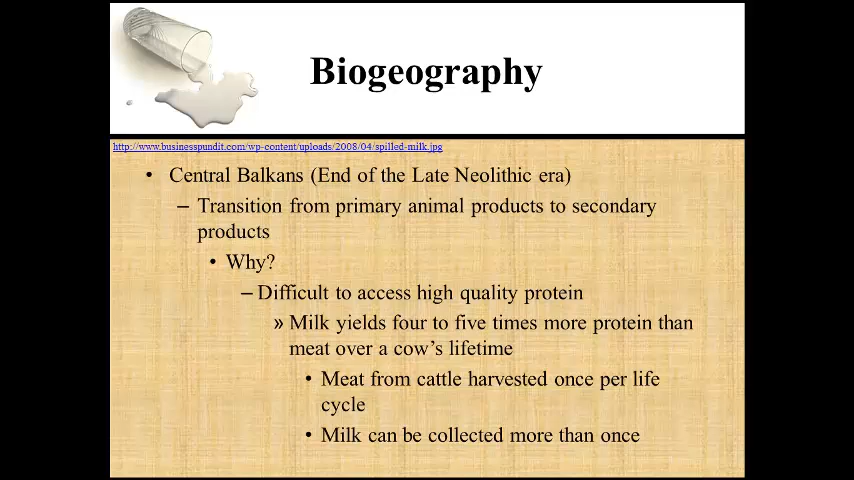 Biogeography
http://www.businesspundit.com/wp-content/uploads/2008/04/spilled-milk.jpg
• Central Balkans (End of the Late Neolithic era)
– Transition from primary animal products to secondary
products
• Why?
– Difficult to access high quality protein
» Milk yields four to five times more protein than
meat over a cow’s lifetime
• Meat from cattle harvested once per life
cycle
• Milk can be collected more than once